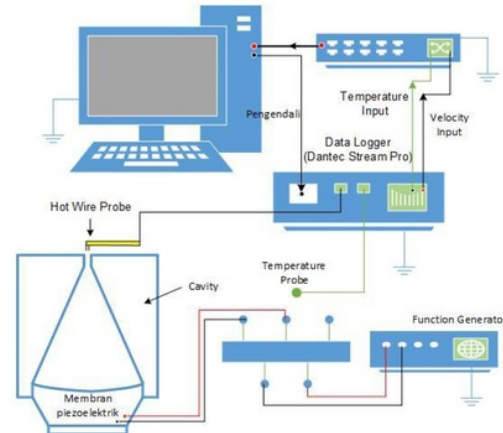 Pengendali
Temperature
Input
Velocity
Input
Data Logger
(Dantec Stream Pro)
Hot Wire Probe
Temperature
Probe
Cavity
Function Generato
Membran
piezoelektrik